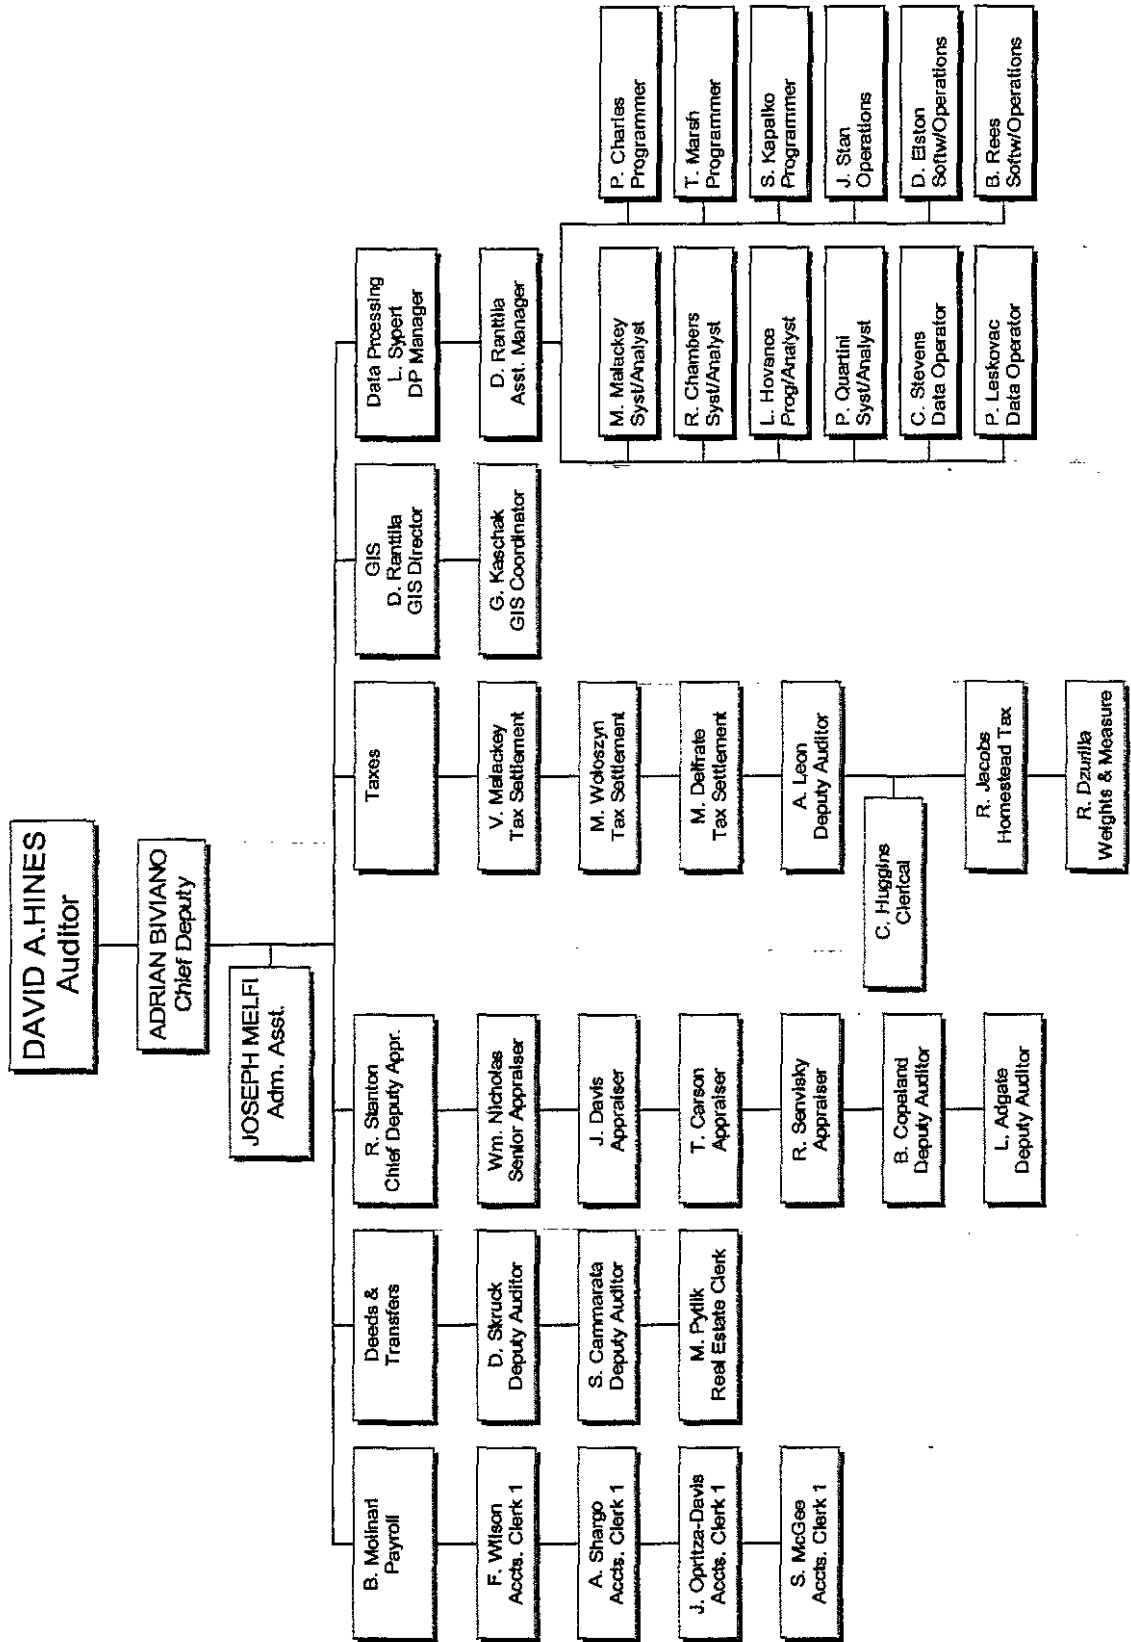 DAVID A.HINES
Auditor
ADRIAN BIVIANO
Chief Deputy
JOSEPH MELFI
Adm. Asst.
B. Molinari
Payroll
F. Wilson
Accts. Clerk 1
A. Shargo
Accts. Clerk 1
J. Opritza-Davis
Accts. Clerk 1
S. McGee
Accts. Clerk 1
Deeds &
Transfers
D. Skruck
Deputy Auditor
S. Cammarata
Deputy Auditor
M. Pytlik
Real Estate Clerk
R. Stanton
Chief Deputy Appr.
Wm. Nicholas
Senior Appraiser
J. Davis
Appraiser
T. Carson
Appraiser
R. Senvisky
Appraiser
B. Copeland
Deputy Auditor
L. Adgate
Deputy Auditor
Taxes
V. Malackey
Tax Settlement
M. Woloszyn
Tax Settlement
M. Delfrate
Tax Settlement
A. Leon
Deputy Auditor
C. Huggins
Clerical
R. Jacobs
Homestead Tax
R. Dzurilla
Weights & Measure
GIS
D. Ranttila
GIS Director
G. Kaschak
GIS Coordinator
Data Prcessing
L. Sypert
DP Manager
D. Ranttila
Asst. Manager
M. Malackey
Syst/Analyst
R. Chambers
Syst/Analyst
L. Hovance
Prog/Analyst
P. Quartini
Syst/Analyst
C. Stevens
Data Operator
P. Leskovac
Data Operator
P. Charles
Programmer
T. Marsh
Programmer
S. Kapalko
Programmer
J. Stan
Operations
D. Elston
Softw/Operations
B. Rees
Softw/Operations